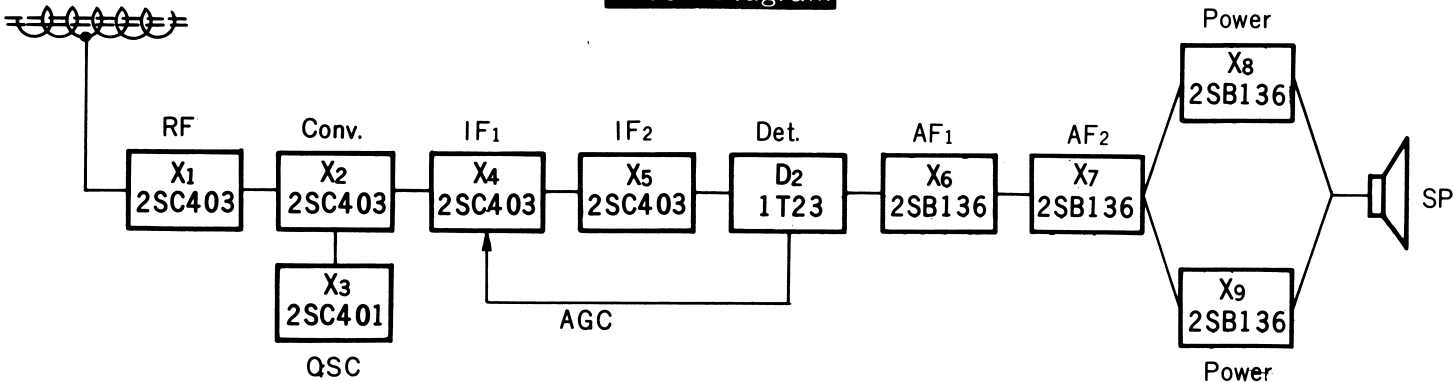 Power
X8
2SB136
RF
X1
2SC403
Conv.
X2
2SC403
IF1
X4
2SC403
IF2
X5
2SC403
Det.
D2
1T23
AF1
X6
2SB136
AF2
X7
2SB136
SP
X3
2SC401
QSC
AGC
X9
2SB136
Power